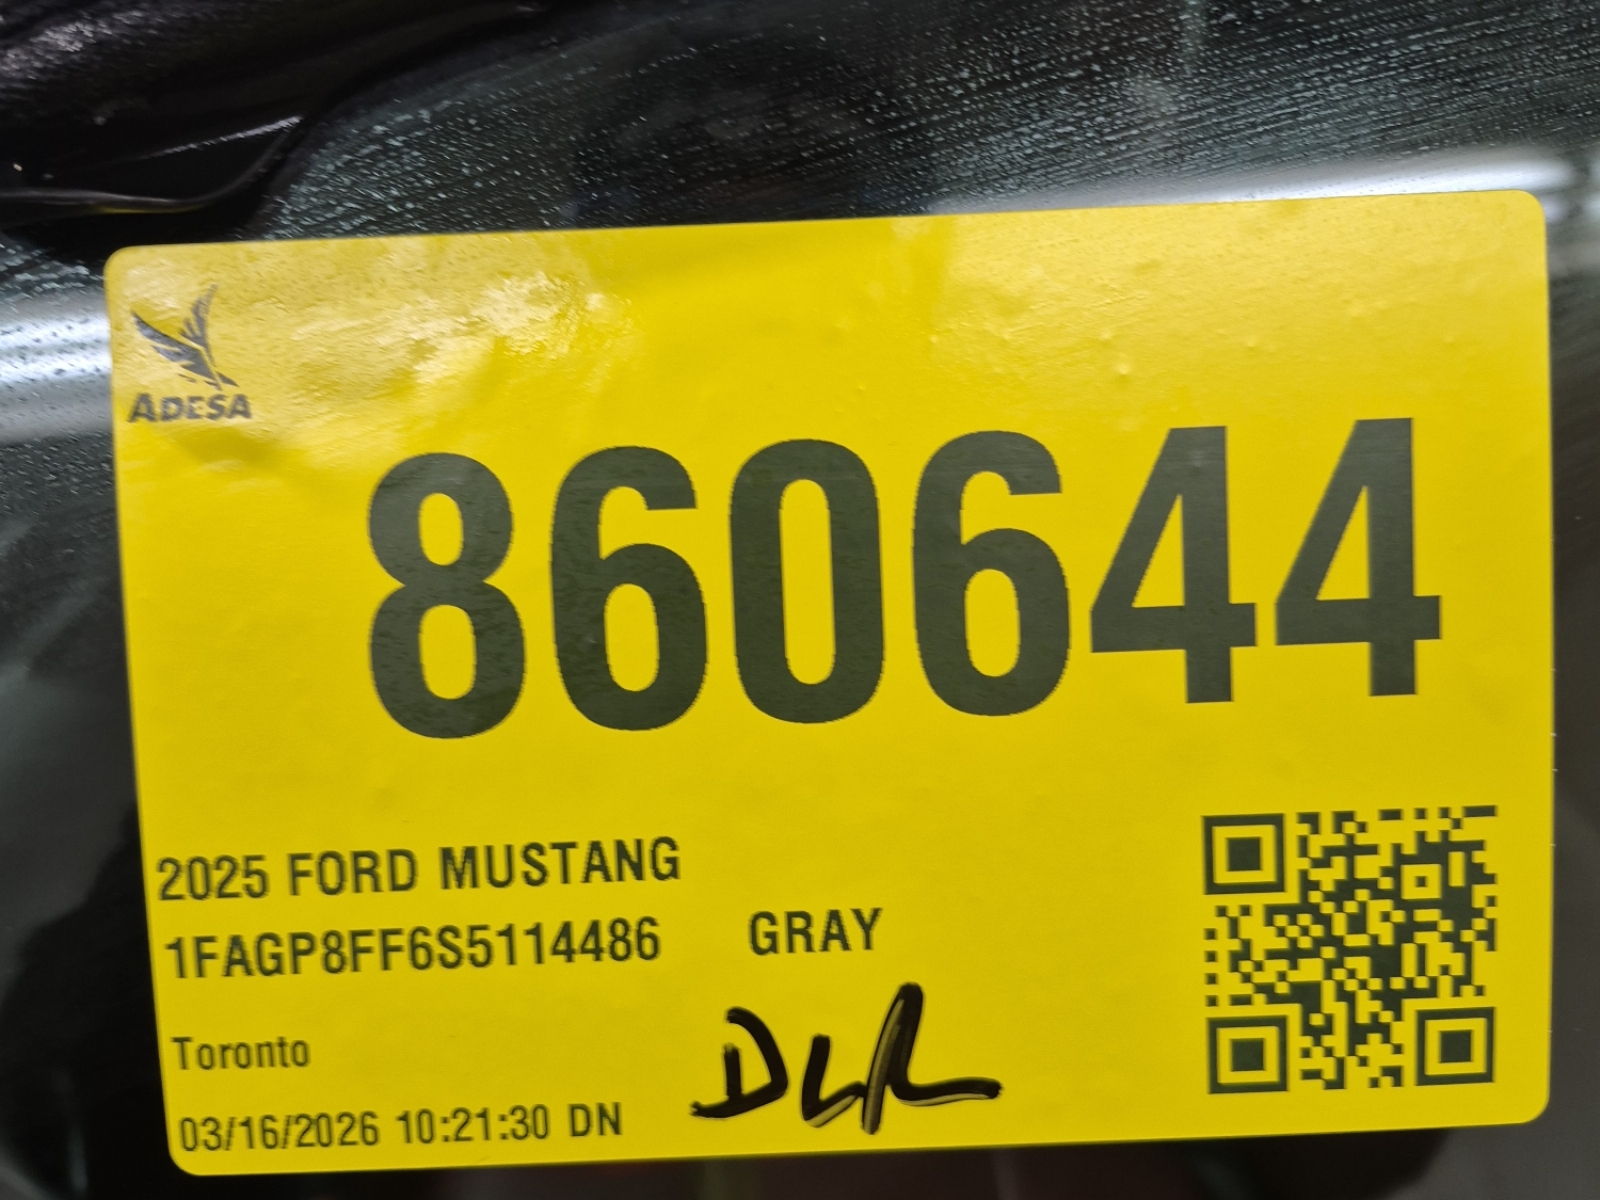 ADESA
860644
2025 FORD MUSTANG
1FAGP8FF6S5114486 GRAY
Toronto
DLR
03/16/2026 10:21:30 DN